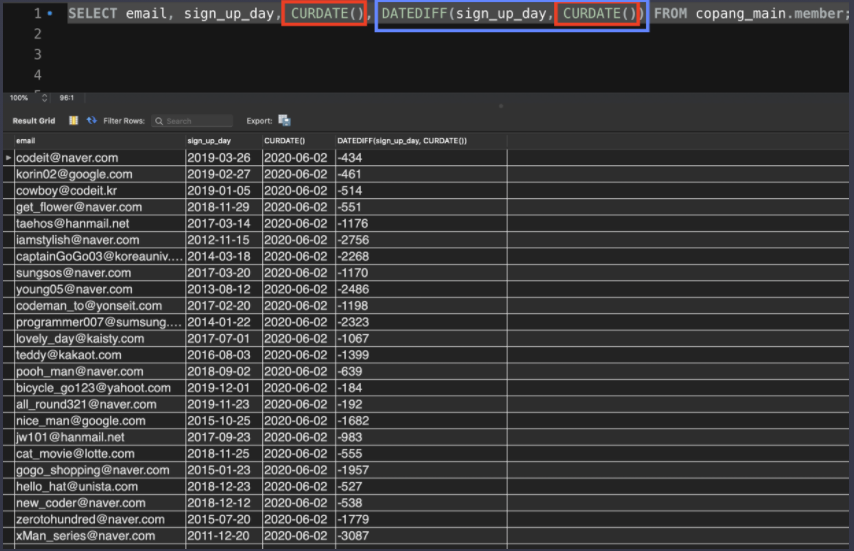 1 SELECT email, sign_up_day, CURDATE(), DATEDIFF(sign_up_day, CURDATE()) FROM copang_main.member;
2
3
4
100% 96:1
Result Grid Filter Rows: Search Export:
email sign_up_day CURDATE() DATEDIFF(sign_up_day, CURDATE())
codeit@naver.com 2019-03-26 2020-06-02 -434
korin02@google.com 2019-02-27 2020-06-02 -461
cowboy@codeit.kr 2019-01-05 2020-06-02 -514
get_flower@naver.com 2018-11-29 2020-06-02 -551
taehos@hanmail.net 2017-03-14 2020-06-02 -1176
iamstylish@naver.com 2012-11-15 2020-06-02 -2756
captainGoGo03@koreauniv.... 2014-03-18 2020-06-02 -2268
sungsos@naver.com 2017-03-20 2020-06-02 -1170
young05@naver.com 2013-08-12 2020-06-02 -2486
codeman_to@yonseit.com 2017-02-20 2020-06-02 -1198
programmer007@sumsung.... 2014-01-22 2020-06-02 -2323
lovely_day@kaisty.com 2017-07-01 2020-06-02 -1067
teddy@kakaot.com 2016-08-03 2020-06-02 -1399
pooh_man@naver.com 2018-09-02 2020-06-02 -639
bicycle_go123@yahoot.com 2019-12-01 2020-06-02 -184
all_round321@naver.com 2019-11-23 2020-06-02 -192
nice_man@google.com 2015-10-25 2020-06-02 -1682
jw101@hanmail.net 2017-09-23 2020-06-02 -983
cat_movie@lotte.com 2018-11-25 2020-06-02 -555
gogo_shopping@naver.com 2015-01-23 2020-06-02 -1957
hello_hat@unista.com 2018-12-23 2020-06-02 -527
new_coder@naver.com 2018-12-12 2020-06-02 -538
zerotohundred@naver.com 2015-07-20 2020-06-02 -1779
xMan_series@naver.com 2011-12-20 2020-06-02 -3087